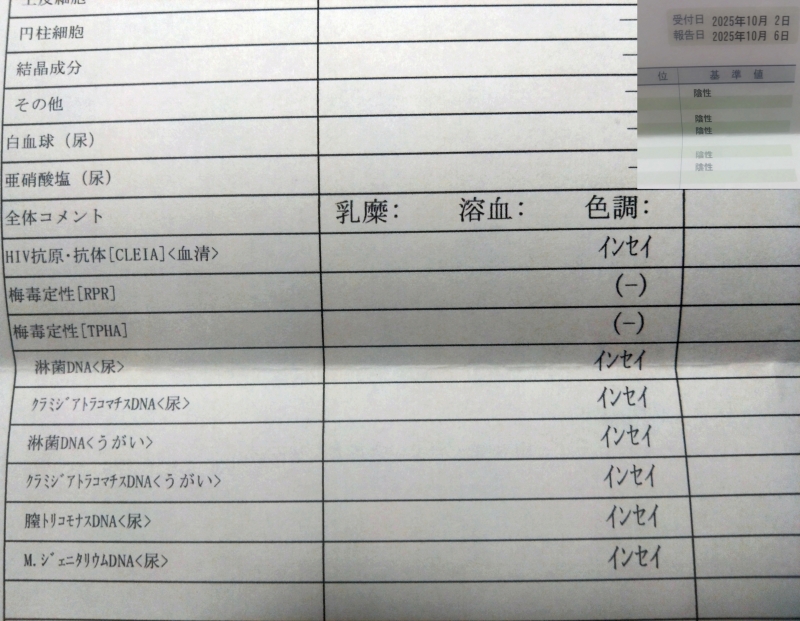 受付日 2025年10月 2日
報告日 2025年10月 6日
位 基準値
陰性
陰性
陰性
陰性
陰性
円柱細胞 —
結晶成分 —
その他 —
白血球（尿） —
亜硝酸塩（尿） —
全体コメント 乳糜: 溶血: 色調:
HIV抗原･抗体[CLEIA]<血清> インセイ
梅毒定性[RPR] (−)
梅毒定性[TPHA] (−)
淋菌DNA<尿> インセイ
ｸﾗﾐｼﾞｱﾄﾗｺﾏﾁｽDNA<尿> インセイ
淋菌DNA<うがい> インセイ
ｸﾗﾐｼﾞｱﾄﾗｺﾏﾁｽDNA<うがい> インセイ
膣ﾄﾘｺﾓﾅｽDNA<尿> インセイ
M.ｼﾞｪﾆﾀﾘｳﾑDNA<尿> インセイ